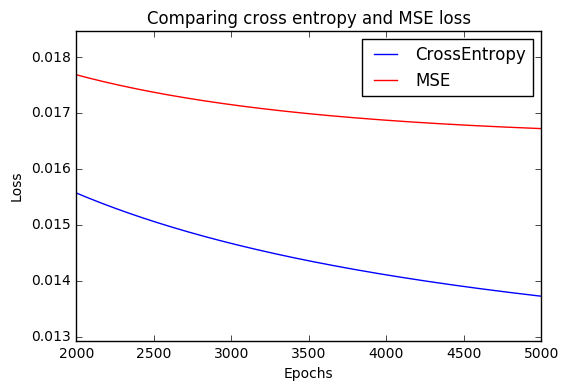 Comparing cross entropy and MSE loss
CrossEntropy
MSE
0.018
0.017
0.016
0.015
0.014
0.013
Loss
2000 2500 3000 3500 4000 4500 5000
Epochs